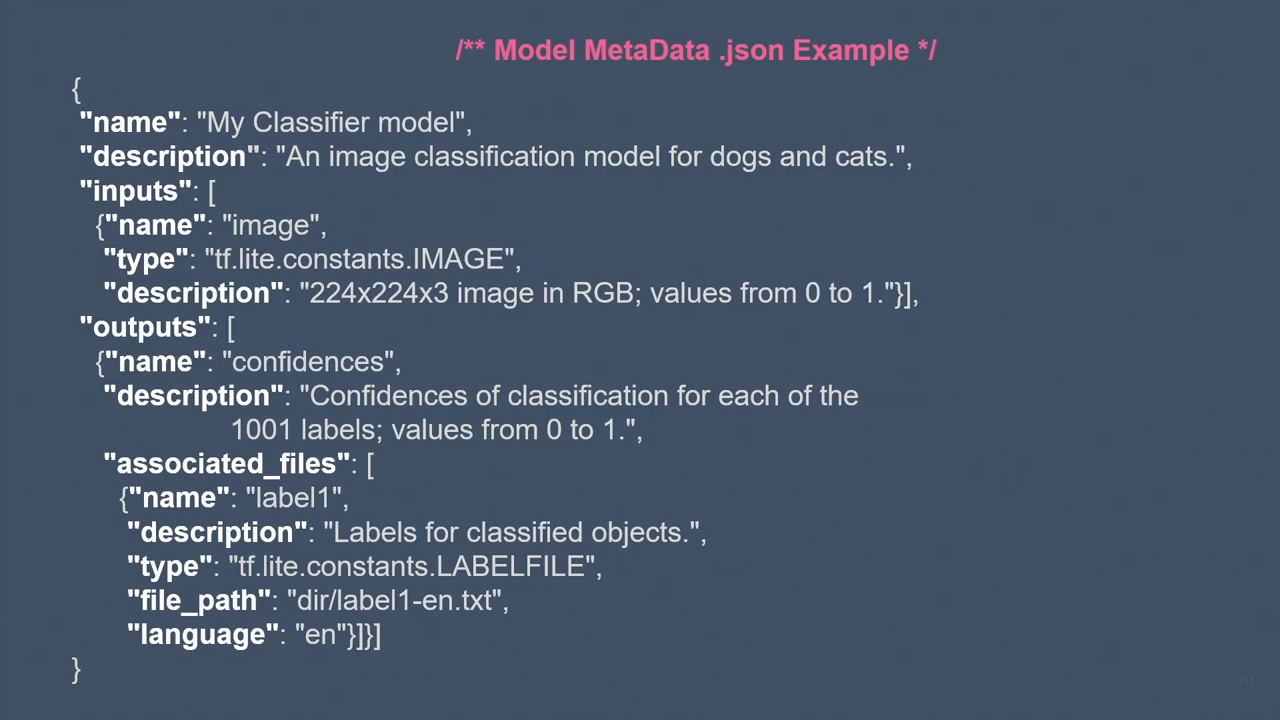 /** Model MetaData .json Example */
{
"name": "My Classifier model",
"description": "An image classification model for dogs and cats.",
"inputs": [
{"name": "image",
"type": "tf.lite.constants.IMAGE",
"description": "224x224x3 image in RGB; values from 0 to 1."}],
"outputs": [
{"name": "confidences",
"description": "Confidences of classification for each of the
1001 labels; values from 0 to 1.",
"associated_files": [
{"name": "label1",
"description": "Labels for classified objects.",
"type": "tf.lite.constants.LABELFILE",
"file_path": "dir/label1-en.txt",
"language": "en"}]}]
}